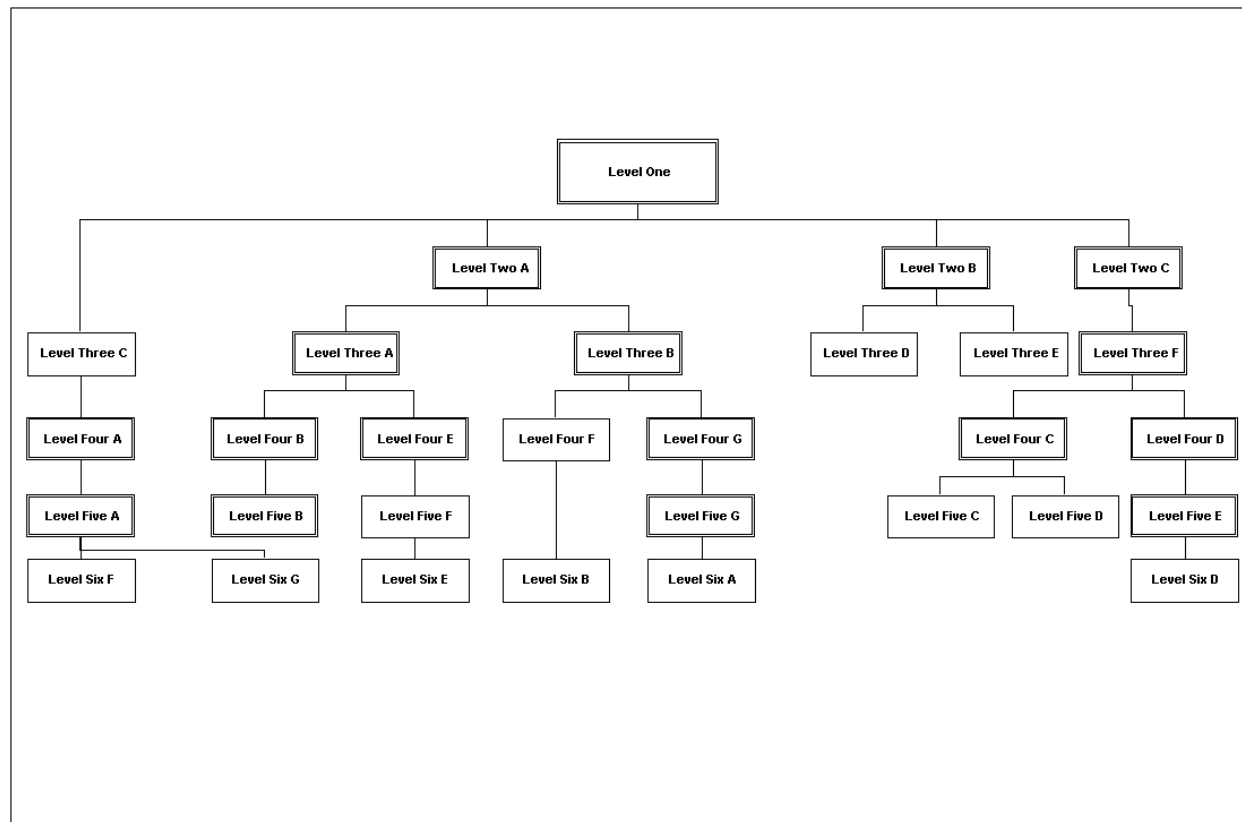 Level One
Level Two A
Level Two B
Level Two C
Level Three C
Level Three A
Level Three B
Level Three D
Level Three E
Level Three F
Level Four A
Level Four B
Level Four E
Level Four F
Level Four G
Level Four C
Level Four D
Level Five A
Level Five B
Level Five F
Level Five G
Level Five C
Level Five D
Level Five E
Level Six F
Level Six G
Level Six E
Level Six B
Level Six A
Level Six D